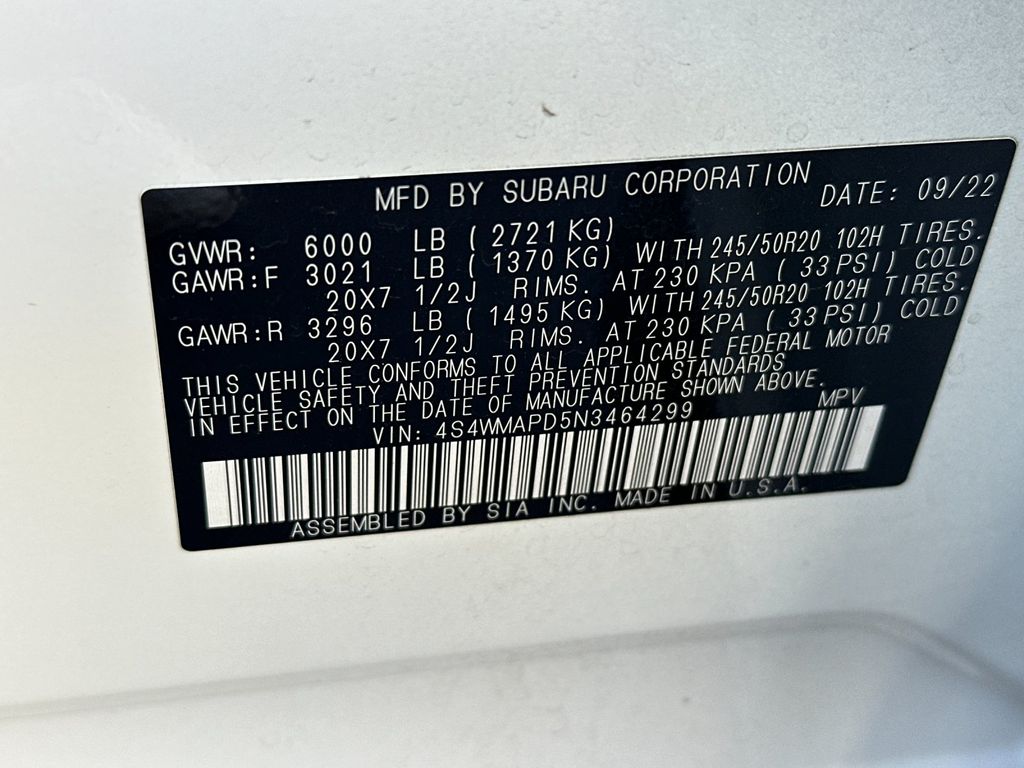 MFD BY SUBARU CORPORATION DATE: 09/22
GVWR: 6000 LB ( 2721 KG)
GAWR:F 3021 LB ( 1370 KG) WITH 245/50R20 102H TIRES.
20X7 1/2J RIMS. AT 230 KPA ( 33 PSI) COLD
GAWR:R 3296 LB ( 1495 KG) WITH 245/50R20 102H TIRES.
20X7 1/2J RIMS. AT 230 KPA ( 33 PSI) COLD
THIS VEHICLE CONFORMS TO ALL APPLICABLE FEDERAL MOTOR
VEHICLE SAFETY AND THEFT PREVENTION STANDARDS
IN EFFECT ON THE DATE OF MANUFACTURE SHOWN ABOVE.
VIN: 4S4WMAPD5N3464299 MPV
ASSEMBLED BY SIA INC. MADE IN U.S.A.